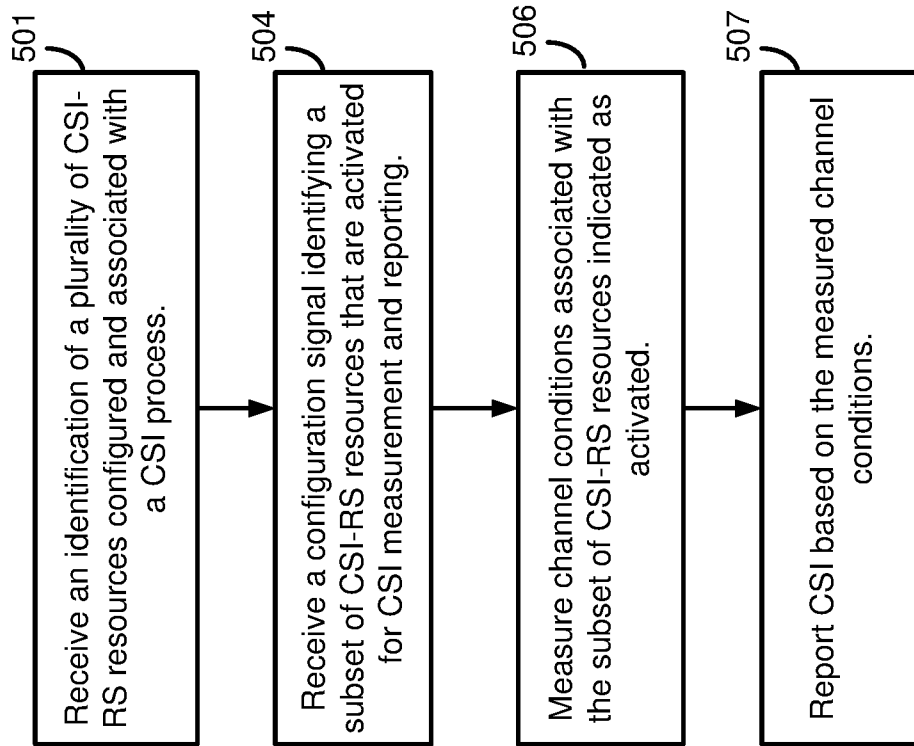 501
Receive an identification of a plurality of CSI-
RS resources configured and associated with
a CSI process.
504
Receive a configuration signal identifying a
subset of CSI-RS resources that are activated
for CSI measurement and reporting.
506
Measure channel conditions associated with
the subset of CSI-RS resources indicated as
activated.
507
Report CSI based on the measured channel
conditions.